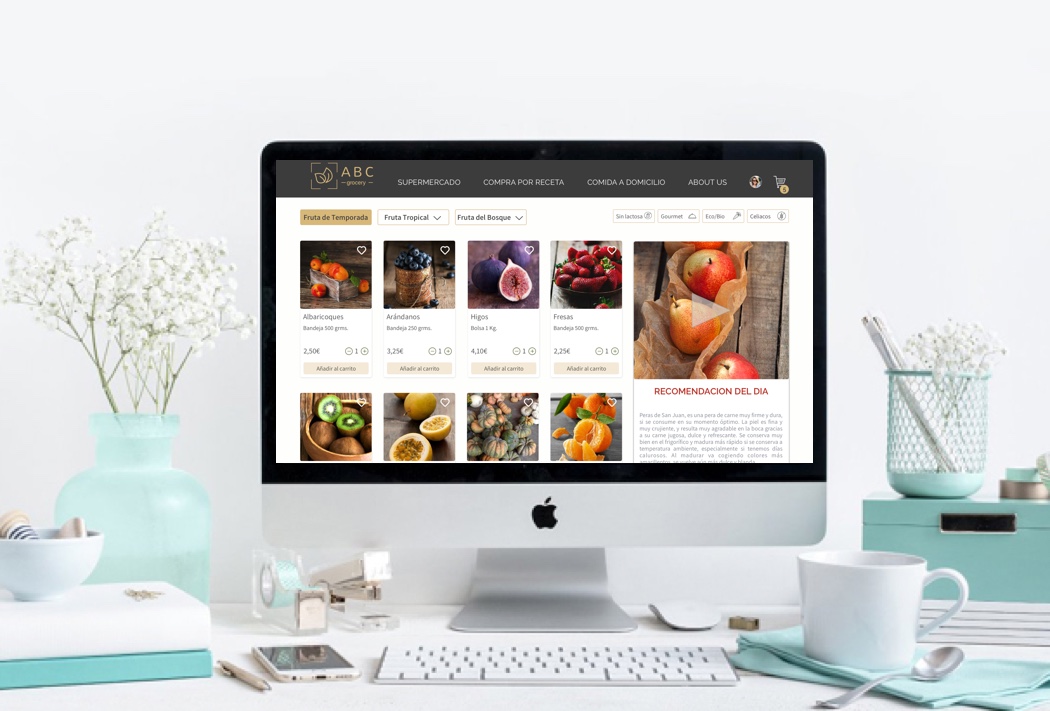 ABC
grocery
SUPERMERCADO COMPRA POR RECETA COMIDA A DOMICILIO ABOUT US
Fruta de Temporada Fruta Tropical Fruta del Bosque
Sin lactosa Gourmet Eco/Bio Celiacos
Albaricoques
Bandeja 500 grms.
2,50€ 1
Añadir al carrito
Arándanos
Bandeja 250 grms.
3,25€ 1
Añadir al carrito
Higos
Bolsa 1 Kg.
4,10€ 1
Añadir al carrito
Fresas
Bandeja 500 grms.
2,25€ 1
Añadir al carrito
RECOMENDACION DEL DIA
Peras de San Juan, es una pera de carne muy firme y dura,
si se consume en su momento óptimo. La piel es fina y
muy crujiente, y resulta muy agradable en la boca gracias
a su carne jugosa, dulce y refrescante. Se conserva muy
bien en el frigorífico y madura más rápido si se conserva a
temperatura ambiente, especialmente si tenemos días
calurosos. Al madurar va cogiendo colores más